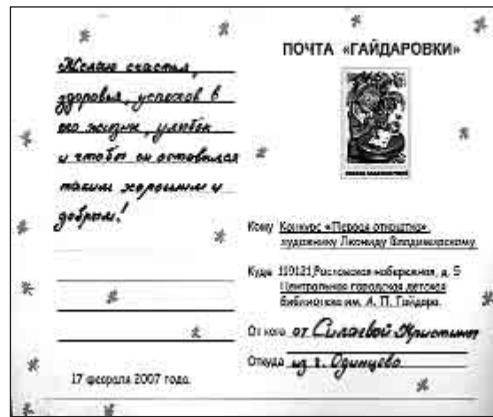 Желаю счастья,
здоровья, успехов в
его жизни, улыбок
и чтобы он оставался
таким хорошим и
добрым!
17 февраля 2007 года.
ПОЧТА «ГАЙДАРОВКИ»
Кому Конкурс «Первая открытка»,
художнику Леониду Владимирскому
Куда 119121, Ростовская набережная, д. 5
Центральная городская детская
библиотека им. А. П. Гайдара.
От кого от Силаевой Кристины
Откуда из г. Одинцово